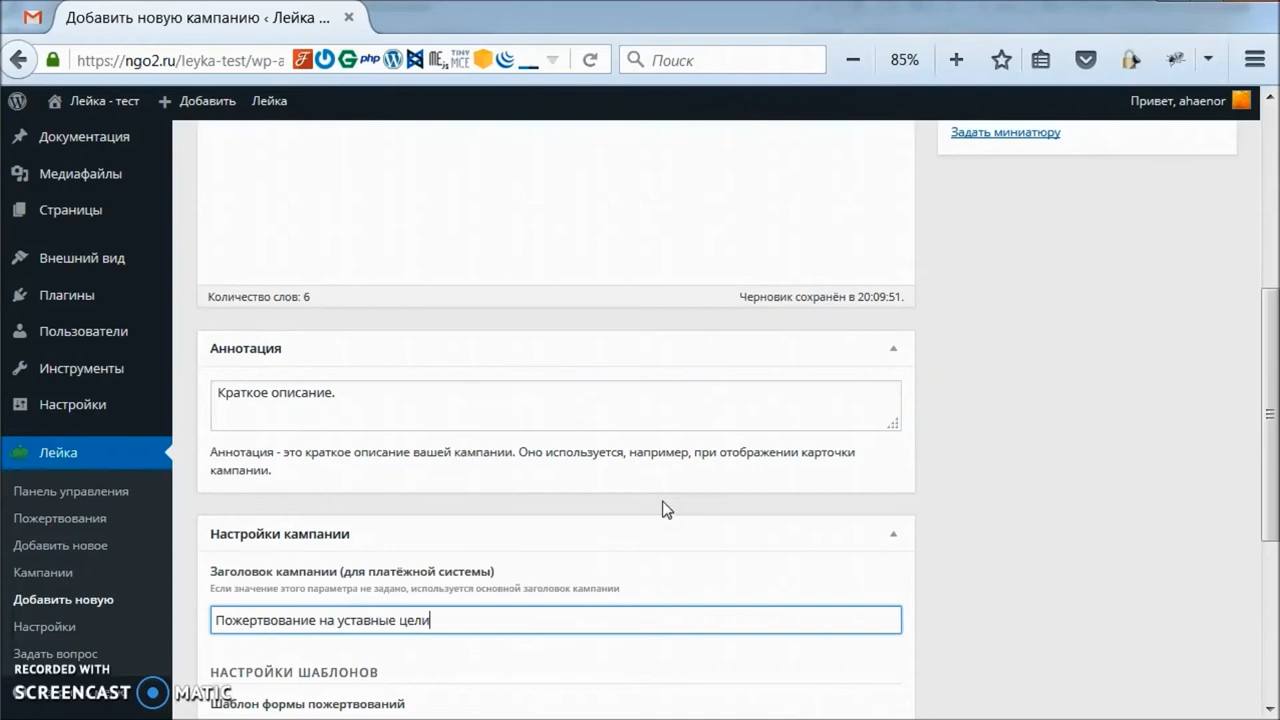 Добавить новую кампанию ‹ Лейка ...
https://ngo2.ru/leyka-test/wp-a
php
TINY
MCE
Поиск
85%
Лейка - тест
Добавить
Лейка
Привет, ahaenor
Документация
Медиафайлы
Страницы
Внешний вид
Плагины
Пользователи
Инструменты
Настройки
Лейка
Панель управления
Пожертвования
Добавить новое
Кампании
Добавить новую
Настройки
Задать вопрос
RECORDED WITH
SCREENCAST MATIC
Задать миниатюру
Количество слов: 6
Черновик сохранён в 20:09:51.
Аннотация
Краткое описание.
Аннотация - это краткое описание вашей кампании. Оно используется, например, при отображении карточки
кампании.
Настройки кампании
Заголовок кампании (для платёжной системы)
Если значение этого параметра не задано, используется основной заголовок кампании
Пожертвование на уставные цели
НАСТРОЙКИ ШАБЛОНОВ
Шаблон формы пожертвований